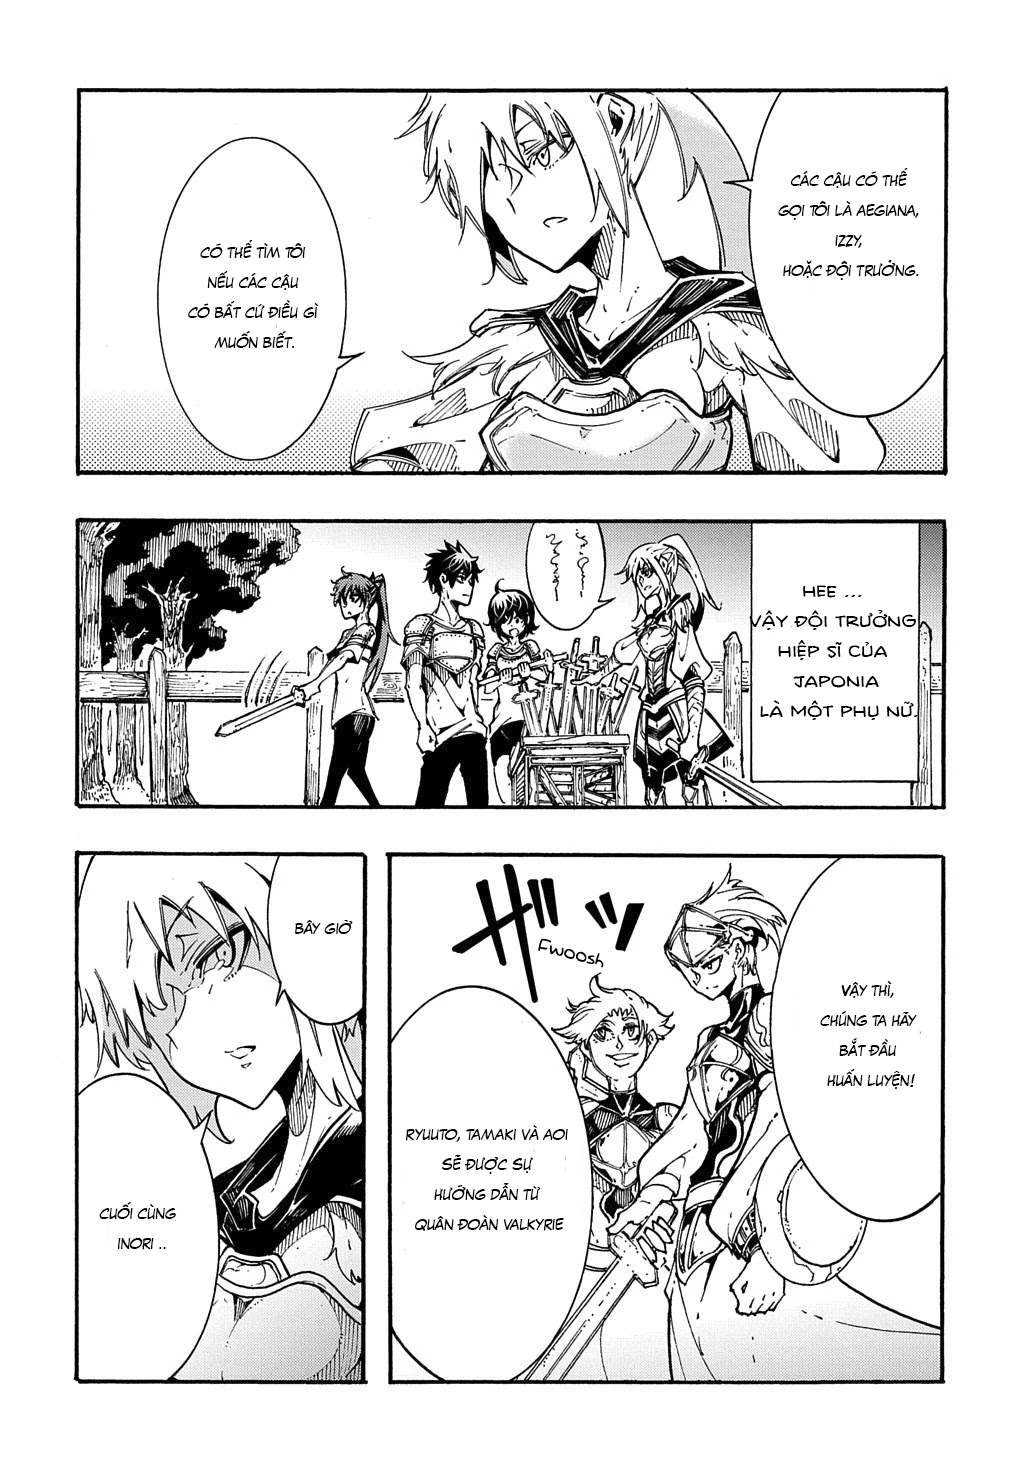 CÁC CẬU CÓ THỂ
GỌI TÔI LÀ AEGIANA,
IZZY,
HOẶC ĐỘI TRƯỞNG.
CÓ THỂ TÌM TÔI
NẾU CÁC CẬU
CÓ BẤT CỨ ĐIỀU GÌ
MUỐN BIẾT.
HEE ...
VẬY ĐỘI TRƯỞNG
HIỆP SĨ CỦA
JAPONIA
LÀ MỘT PHỤ NỮ.
VẬY THÌ,
CHÚNG TA HÃY
BẮT ĐẦU
HUẤN LUYỆN!
ザッ
Fwoosh
RYUUTO, TAMAKI VÀ AOI
SẼ ĐƯỢC SỰ
HƯỚNG DẪN TỪ
QUÂN ĐOÀN VALKYRIE
BÂY GIỜ
CUỐI CÙNG
INORI ..